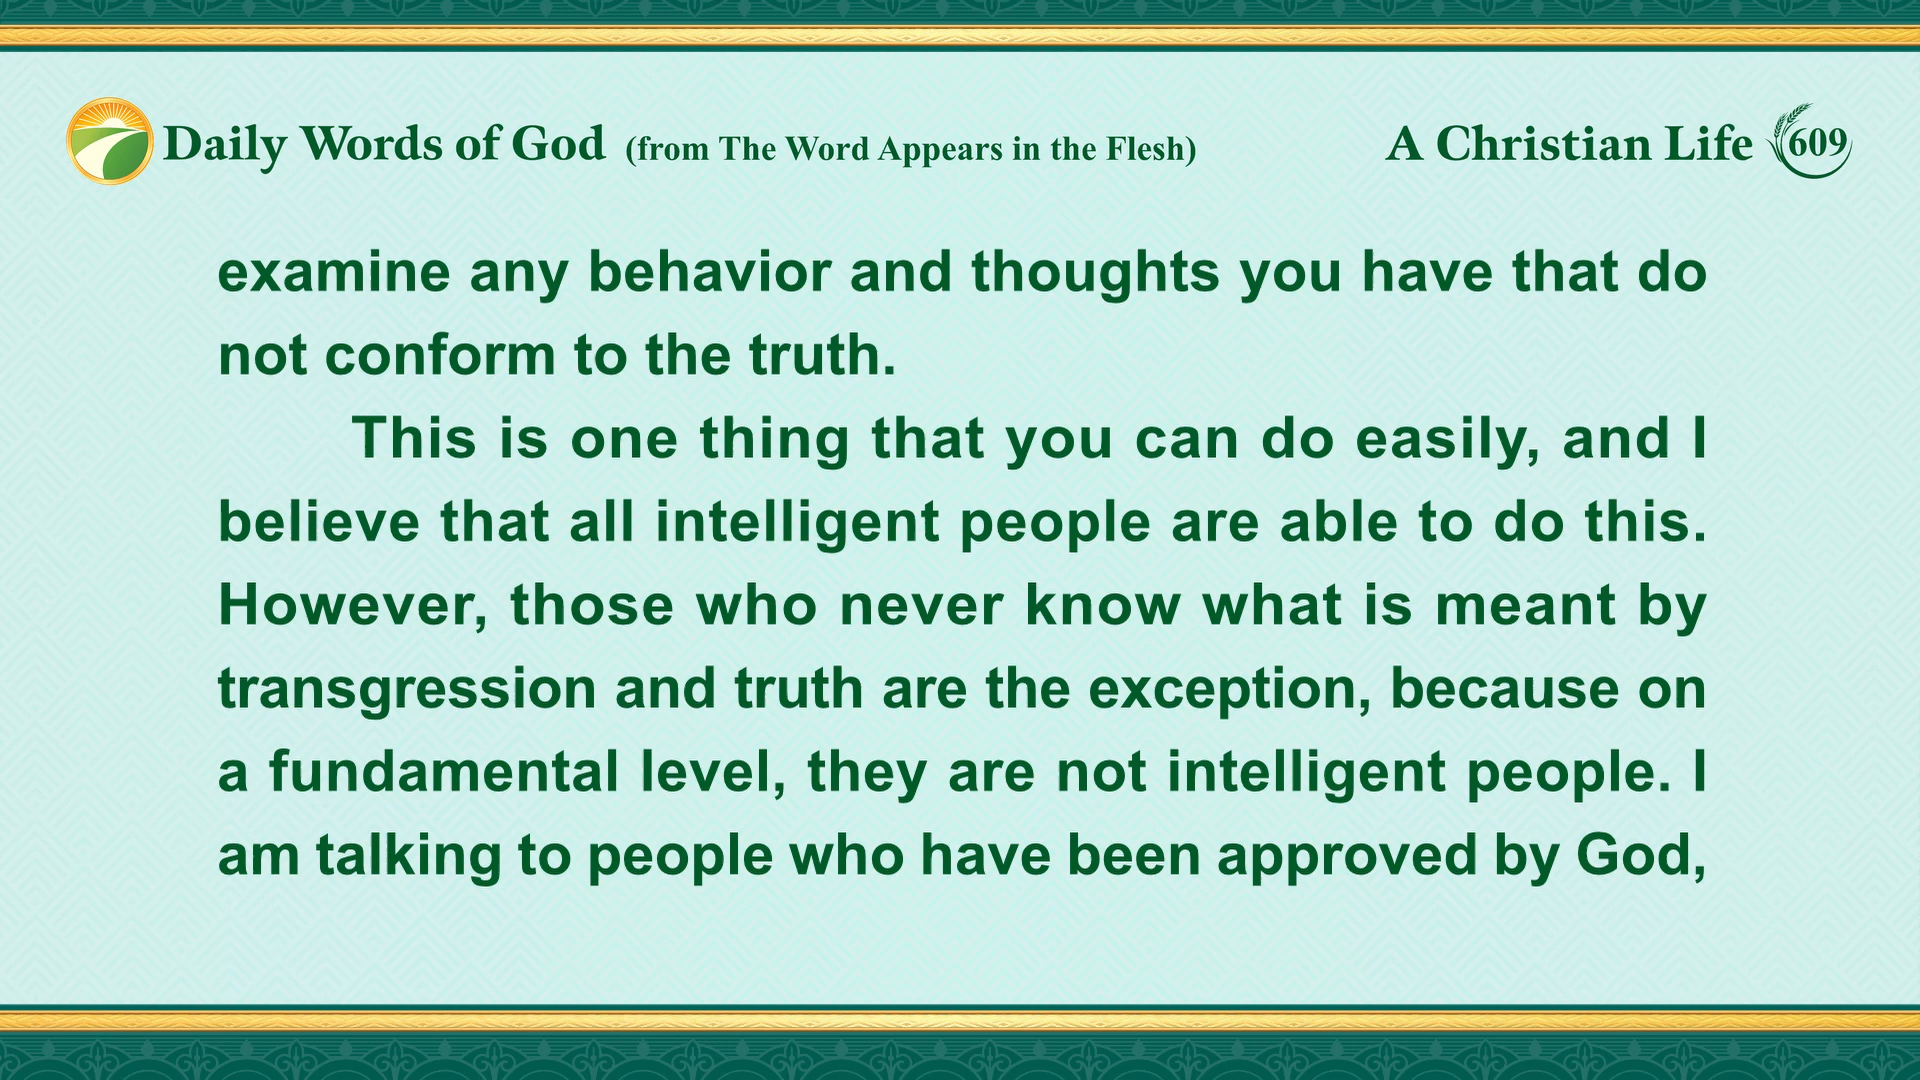 Daily Words of God (from The Word Appears in the Flesh) A Christian Life 609
examine any behavior and thoughts you have that do
not conform to the truth.
This is one thing that you can do easily, and I
believe that all intelligent people are able to do this.
However, those who never know what is meant by
transgression and truth are the exception, because on
a fundamental level, they are not intelligent people. I
am talking to people who have been approved by God,